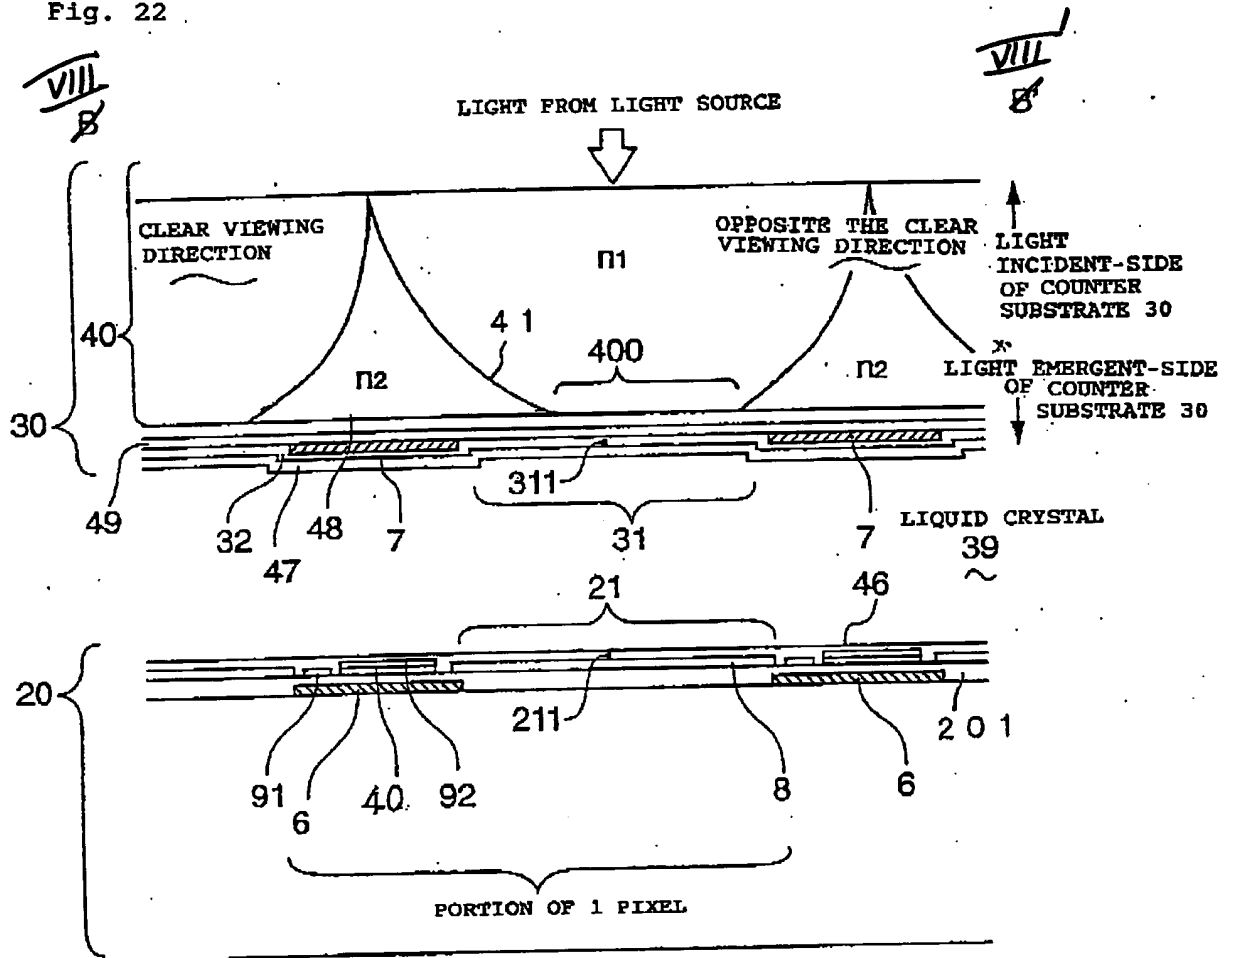 Fig. 22
VIII
VIII'
B
B'
LIGHT FROM LIGHT SOURCE
CLEAR VIEWING
DIRECTION
OPPOSITE THE CLEAR
VIEWING DIRECTION
LIGHT
INCIDENT-SIDE
OF COUNTER
SUBSTRATE 30
n1
41
40
400
n2
n2
LIGHT EMERGENT-SIDE
OF COUNTER
SUBSTRATE 30
30
311
49
32
48
7
31
7
LIQUID CRYSTAL
39
47
21
46
20
211
201
91
6
40
92
8
6
PORTION OF 1 PIXEL